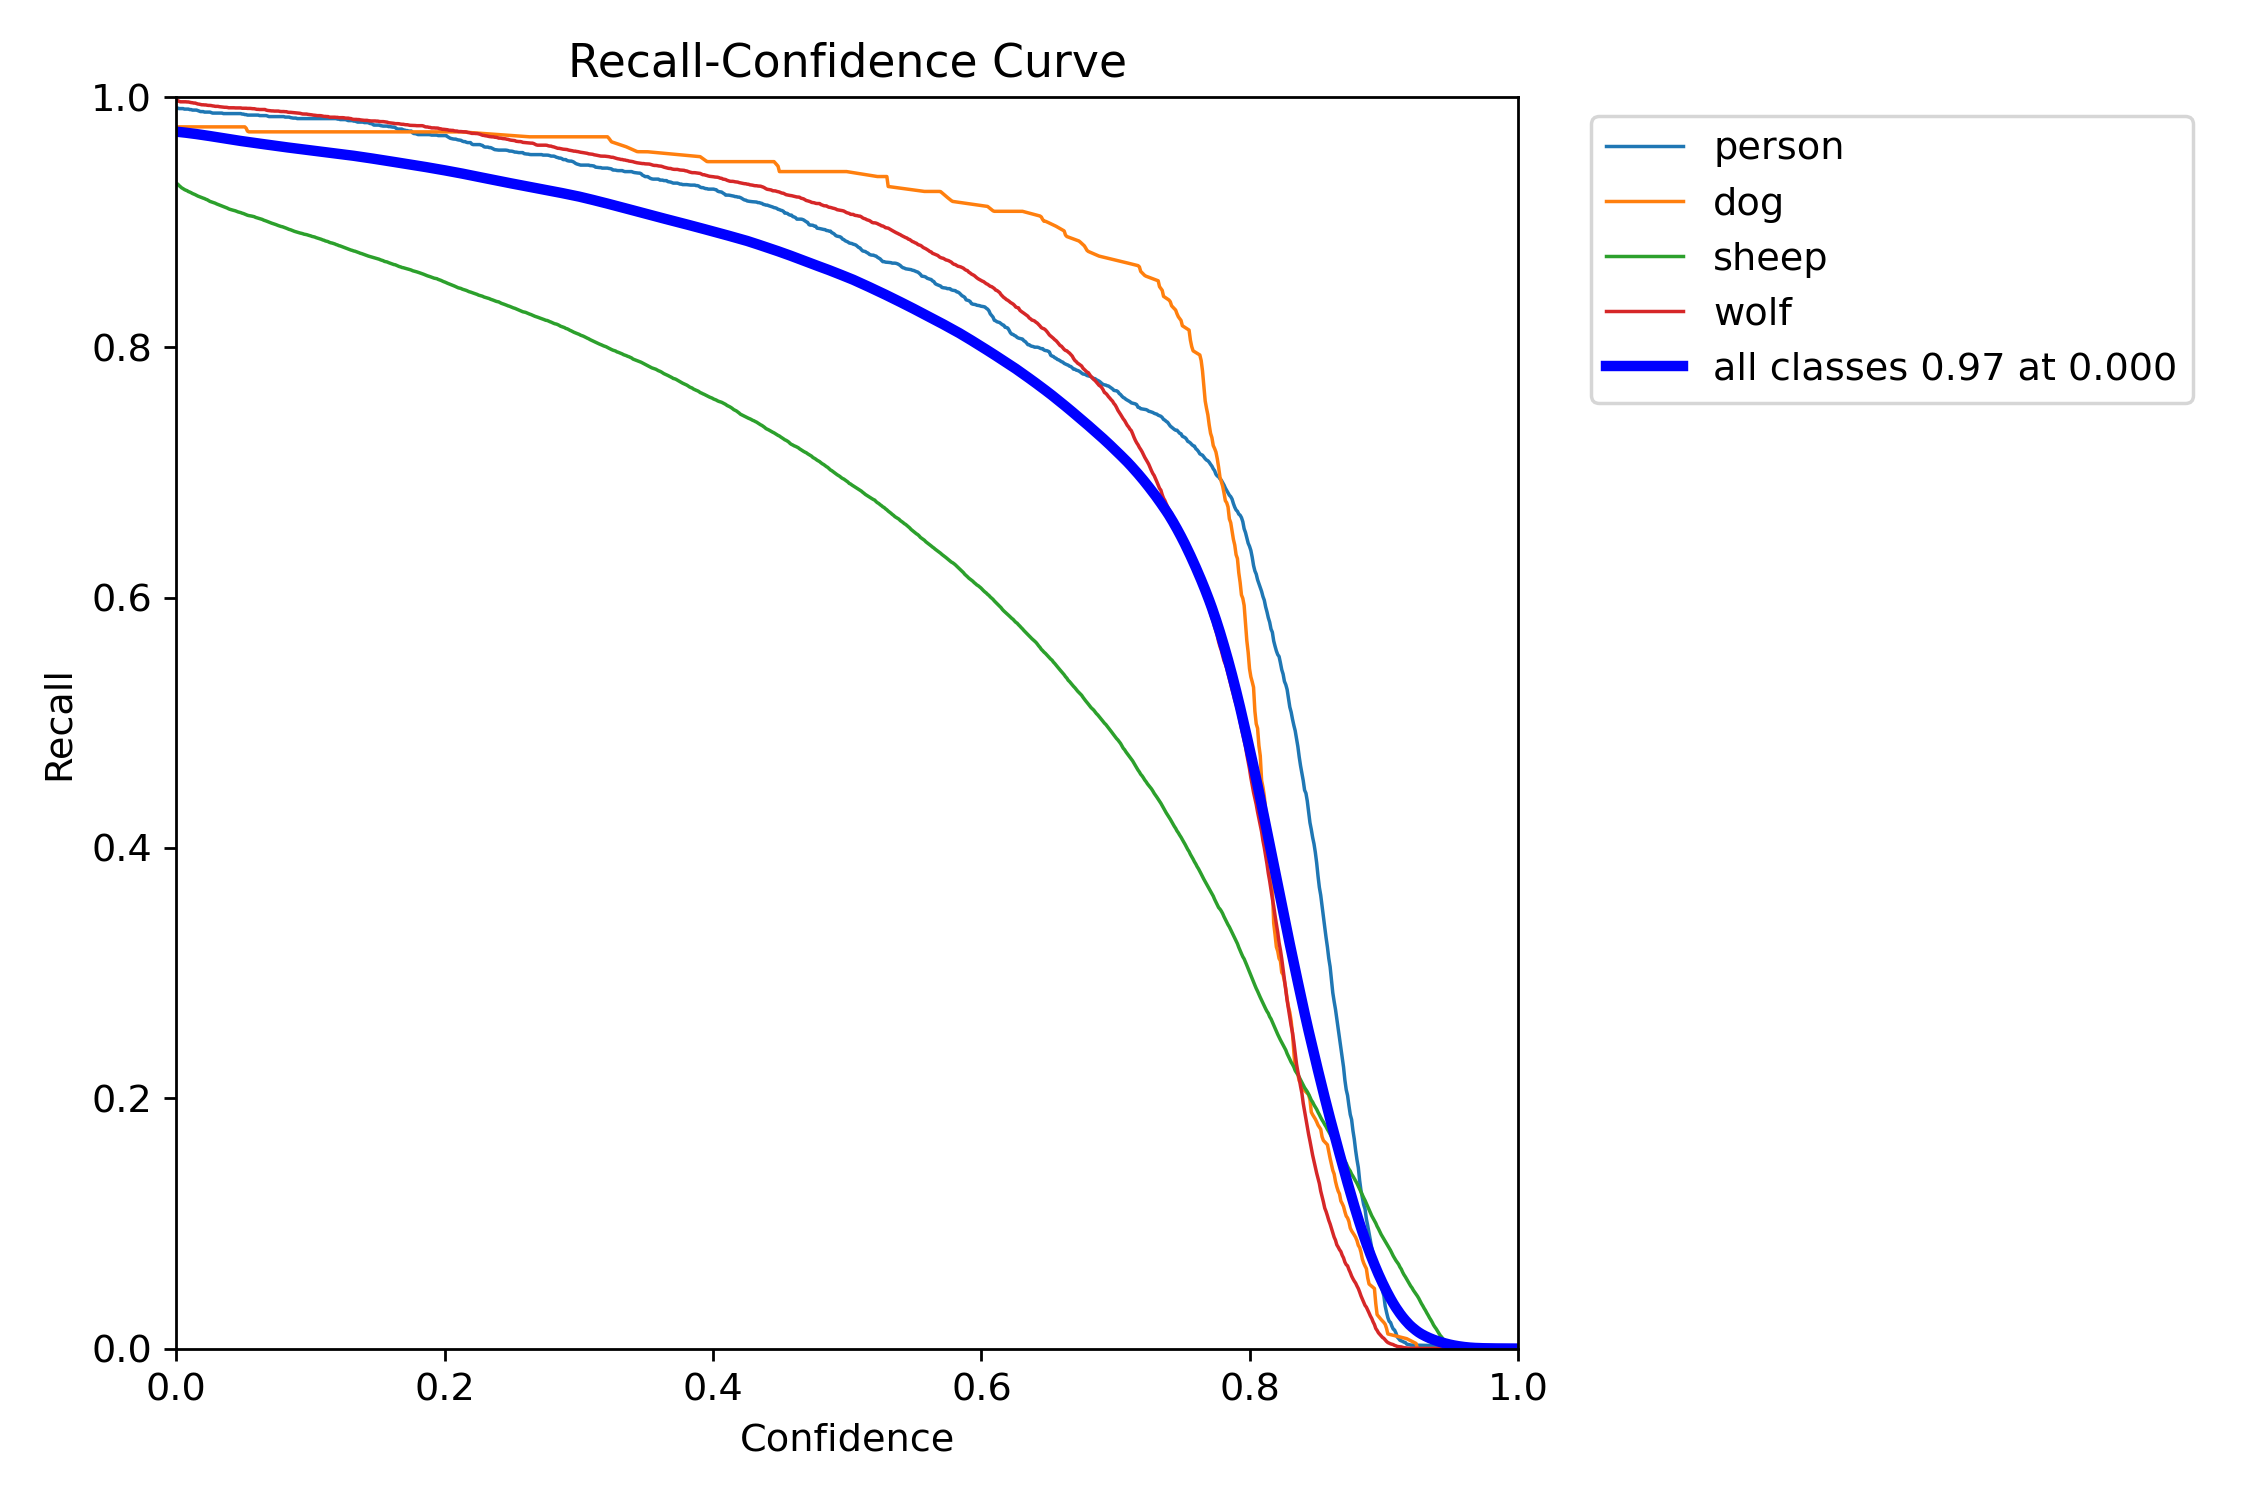 Recall-Confidence Curve
1.0
0.8
0.6
0.4
0.2
0.0
Recall
0.0 0.2 0.4 0.6 0.8 1.0
Confidence
person
dog
sheep
wolf
all classes 0.97 at 0.000